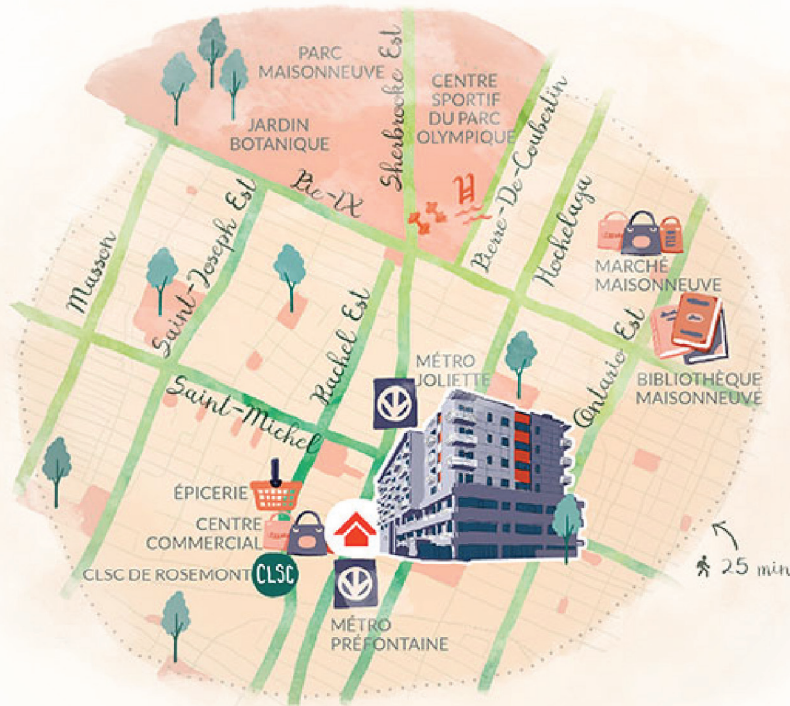 PARC
MAISONNEUVE
JARDIN
BOTANIQUE
Sherbrooke Est
CENTRE
SPORTIF
DU PARC
OLYMPIQUE
Pierre-De-Coubertin
Pie-IX
Hochelaga
Masson
Saint-Joseph Est
MARCHÉ
MAISONNEUVE
Rachel Est
Ontario Est
MÉTRO
JOLIETTE
BIBLIOTHÈQUE
MAISONNEUVE
Saint-Michel
ÉPICERIE
CENTRE
COMMERCIAL
CLSC DE ROSEMONT
CLSC
25 min
MÉTRO
PRÉFONTAINE